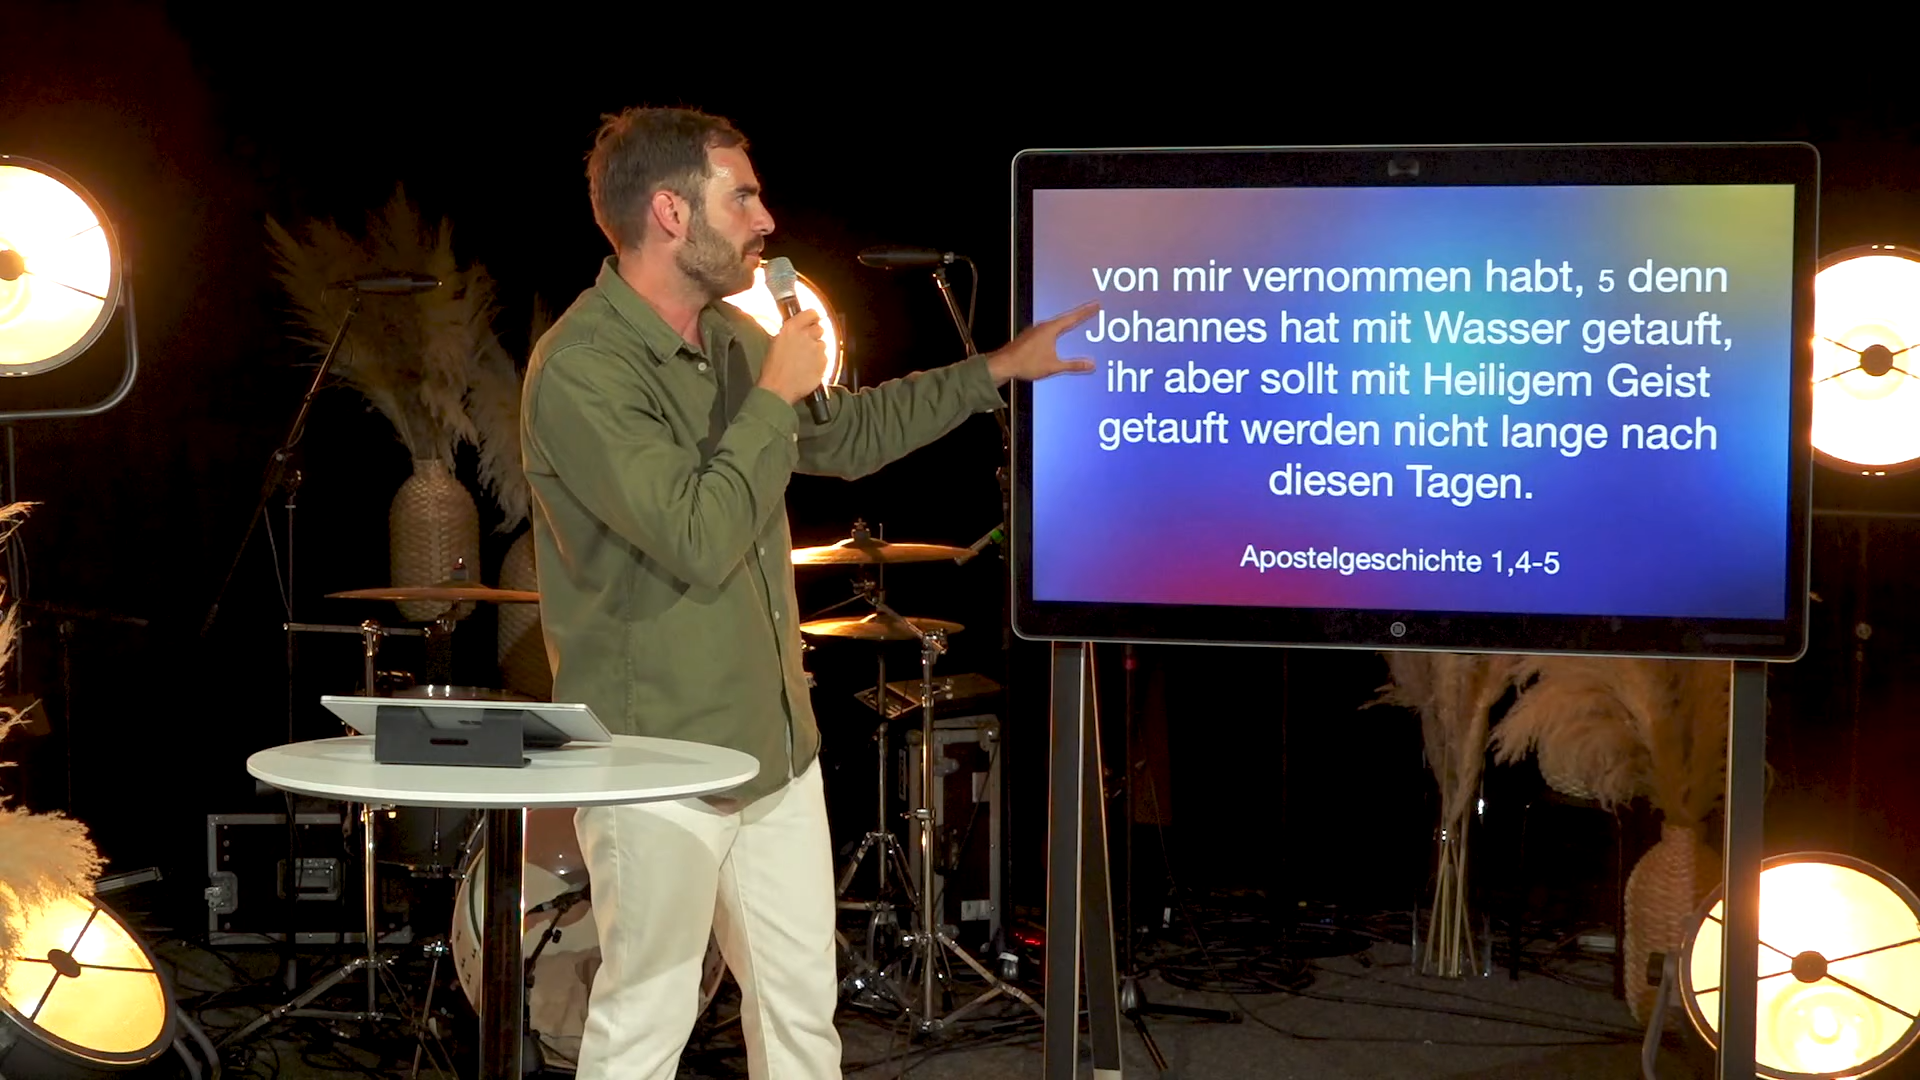 von mir vernommen habt, 5 denn
Johannes hat mit Wasser getauft,
ihr aber sollt mit Heiligem Geist
getauft werden nicht lange nach
diesen Tagen.
Apostelgeschichte 1,4-5